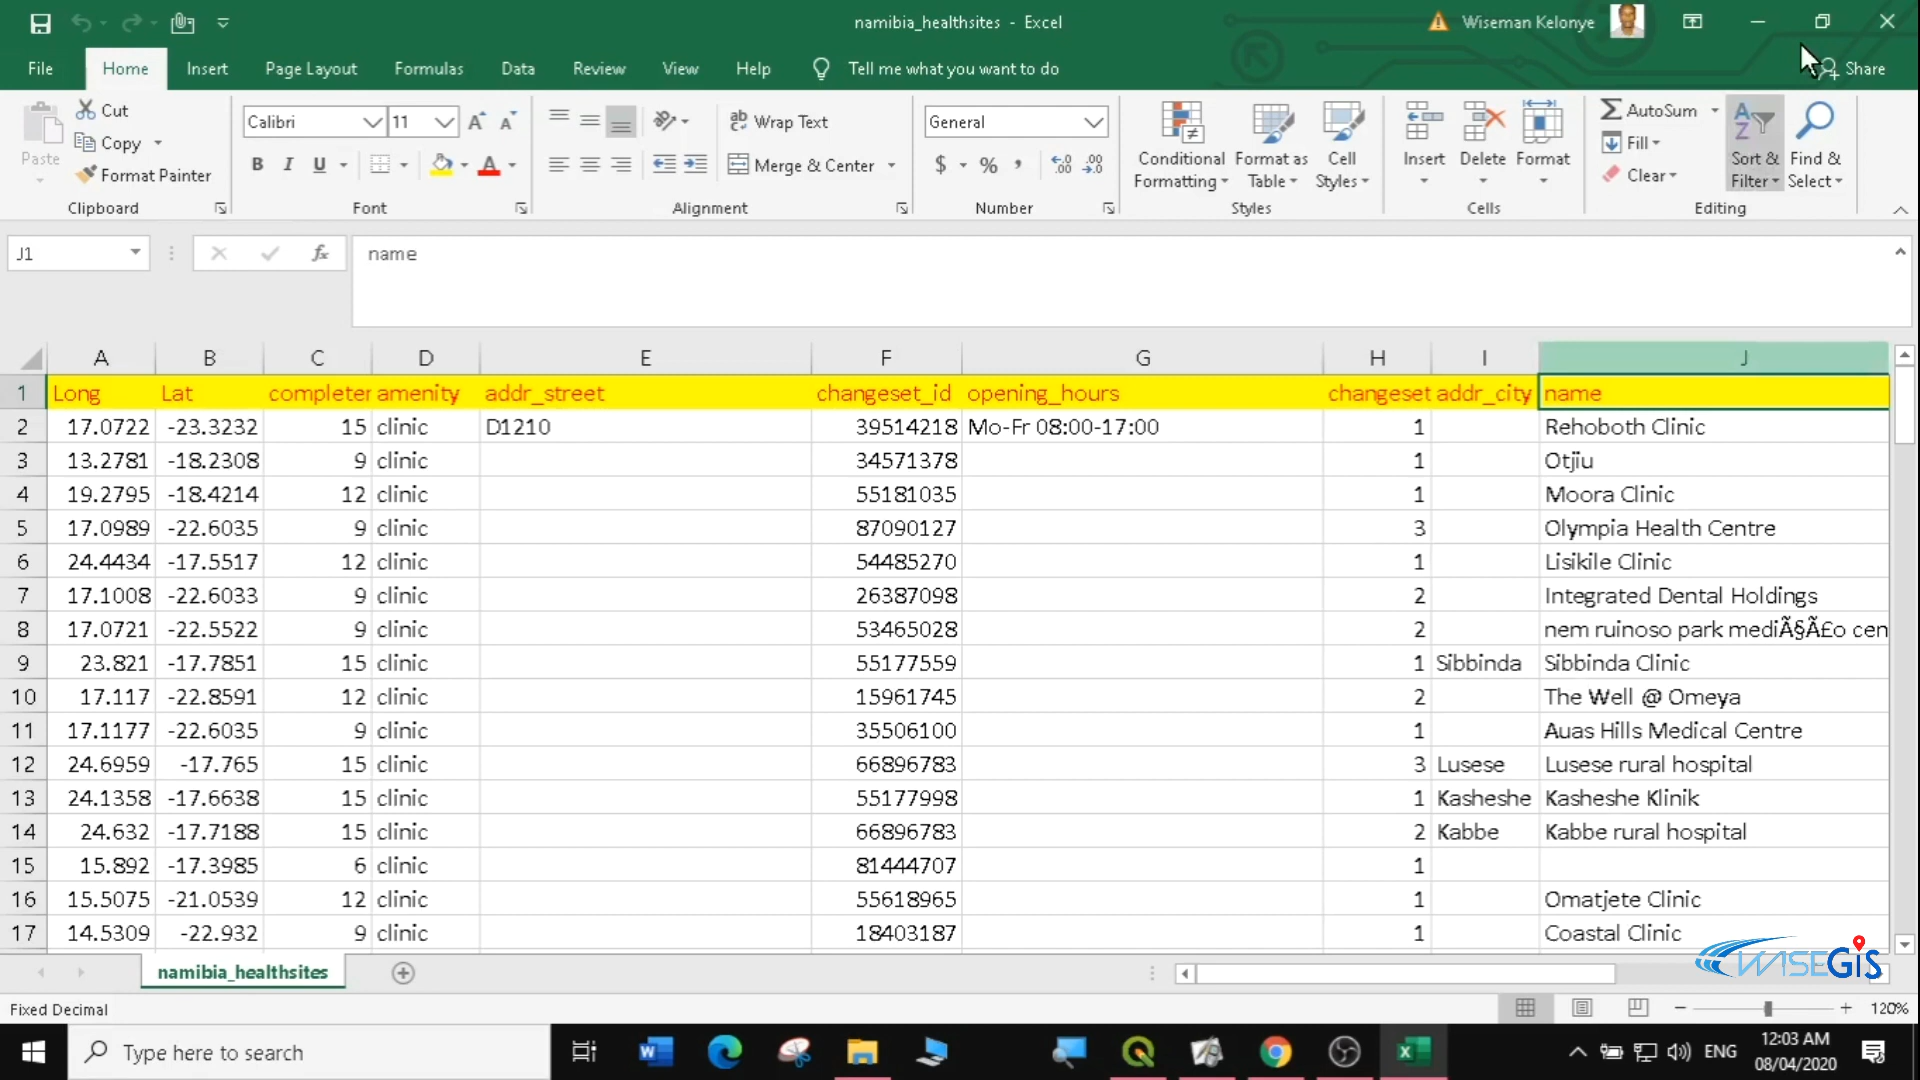 namibia_healthsites - Excel
Wiseman Kelonye
File Home Insert Page Layout Formulas Data Review View Help Tell me what you want to do Share
Paste
Cut
Copy
Format Painter
Calibri 11
B I U
Wrap Text
Merge & Center
General
$ % ,
Conditional Formatting
Format as Table
Cell Styles
Insert
Delete
Format
AutoSum
Fill
Clear
Sort & Filter
Find & Select
Clipboard Font Alignment Number Styles Cells Editing
J1 fx name
A B C D E F G H I J
1 Long Lat completer amenity addr_street changeset_id opening_hours changeset addr_city name
2 17.0722 -23.3232 15 clinic D1210 39514218 Mo-Fr 08:00-17:00 1 Rehoboth Clinic
3 13.2781 -18.2308 9 clinic 34571378 1 Otjiu
4 19.2795 -18.4214 12 clinic 55181035 1 Moora Clinic
5 17.0989 -22.6035 9 clinic 87090127 3 Olympia Health Centre
6 24.4434 -17.5517 12 clinic 54485270 1 Lisikile Clinic
7 17.1008 -22.6033 9 clinic 26387098 2 Integrated Dental Holdings
8 17.0721 -22.5522 9 clinic 53465028 2 nem ruinoso park mediÃ§Ã£o cen
9 23.821 -17.7851 15 clinic 55177559 1 Sibbinda Sibbinda Clinic
10 17.117 -22.8591 12 clinic 15961745 2 The Well @ Omeya
11 17.1177 -22.6035 9 clinic 35506100 1 Auas Hills Medical Centre
12 24.6959 -17.765 15 clinic 66896783 3 Lusese Lusese rural hospital
13 24.1358 -17.6638 15 clinic 55177998 1 Kasheshe Kasheshe Klinik
14 24.632 -17.7188 15 clinic 66896783 2 Kabbe Kabbe rural hospital
15 15.892 -17.3985 6 clinic 81444707 1
16 15.5075 -21.0539 12 clinic 55618965 1 Omatjete Clinic
17 14.5309 -22.932 9 clinic 18403187 1 Coastal Clinic
WISEGIS
namibia_healthsites
Fixed Decimal 120%
Type here to search
ENG
12:03 AM
08/04/2020